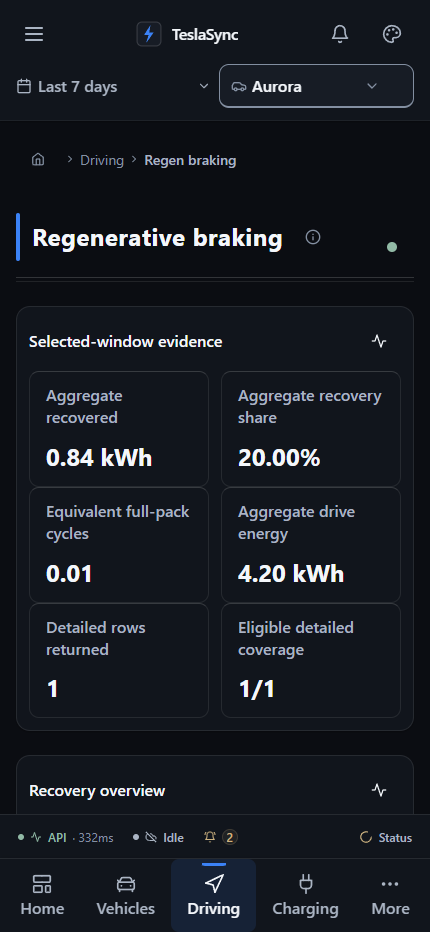 TeslaSync
Last 7 days
Aurora
Driving
Regen braking
Regenerative braking
Selected-window evidence
Aggregate
recovered
0.84 kWh
Aggregate recovery
share
20.00%
Equivalent full-pack
cycles
0.01
Aggregate drive
energy
4.20 kWh
Detailed rows
returned
1
Eligible detailed
coverage
1/1
Recovery overview
API · 332ms
Idle
2
Status
Home
Vehicles
Driving
Charging
More